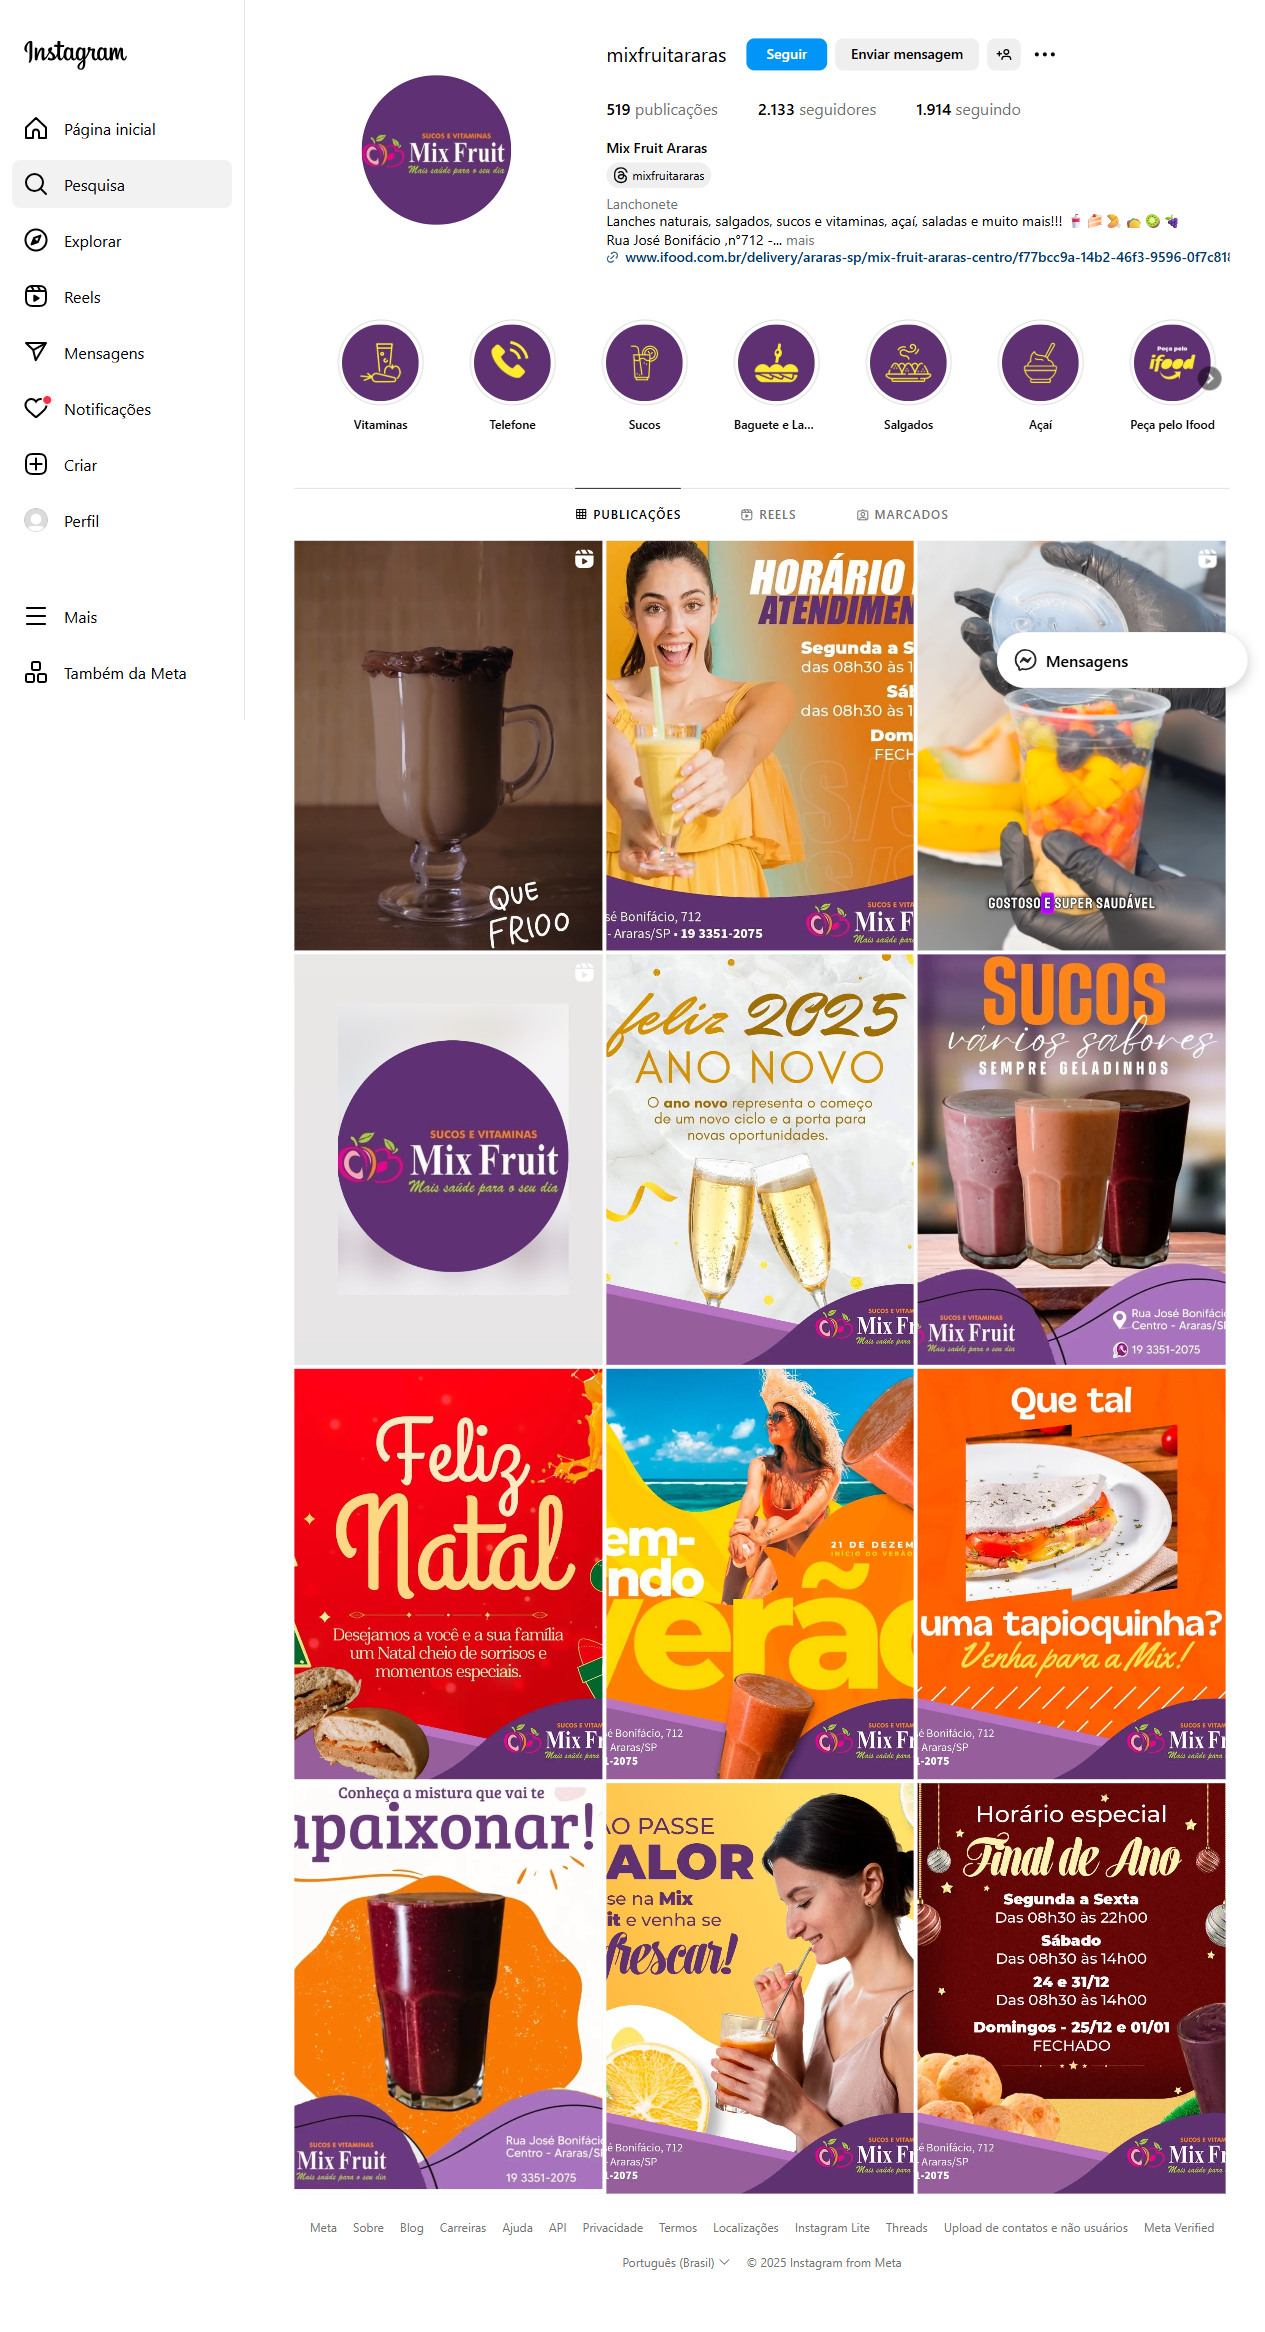 Instagram
Página inicial
Pesquisa
Explorar
Reels
Mensagens
Notificações
Criar
Perfil
Mais
Também da Meta
mixfruitararas
Seguir
Enviar mensagem
519 publicações
2.133 seguidores
1.914 seguindo
Mix Fruit Araras
mixfruitararas
Lanchonete
Lanches naturais, salgados, sucos e vitaminas, açaí, saladas e muito mais!!!
Rua José Bonifácio ,n°712 -... mais
www.ifood.com.br/delivery/araras-sp/mix-fruit-araras-centro/f77bcc9a-14b2-46f3-9596-0f7c818
SUCOS E VITAMINAS
Mix Fruit
Mais saúde para o seu dia
Peça pelo
ifood
Vitaminas
Telefone
Sucos
Baguete e La...
Salgados
Açaí
Peça pelo Ifood
PUBLICAÇÕES
REELS
MARCADOS
QUE
FRIOO
HORÁRIO
ATENDIMEN
Segunda a S
das 08h30 às 1
Sáb
das 08h30 às 1
Dom
FECH
sé Bonifácio, 712
- Araras/SP • 19 3351-2075
SUCOS E VITAM
Mix F
Mais saúde para
Mensagens
GOSTOSO E SUPER SAUDÁVEL
SUCOS E VITAMINAS
Mix Fruit
Mais saúde para o seu dia
feliz 2025
ANO NOVO
O ano novo representa o começo
de um novo ciclo e a porta para
novas oportunidades.
SUCOS E VITAM
Mix Fr
Mais saúde para
SUCOS
vários sabores
SEMPRE GELADINHOS
SUCOS E VITAMINAS
Mix Fruit
Mais saúde para o seu dia
Rua José Bonifácio
Centro - Araras/S
19 3351-2075
Feliz
Natal
Desejamos a você e a sua família
um Natal cheio de sorrisos e
momentos especiais.
SUCOS E VITAM
Mix Fr
Mais saúde para
em-
ndo
21 DE DEZEM
INÍCIO DO VERÃO
verão
é Bonifácio, 712
Araras/SP
1-2075
SUCOS E VITAM
Mix Fr
Mais saúde para
Que tal
uma tapioquinha?
Venha para a Mix!
é Bonifácio, 712
Araras/SP
1-2075
SUCOS E VITAM
Mix Fr
Mais saúde para
Conheça a mistura que vai te
apaixonar!
SUCOS E VITAMINAS
Mix Fruit
Mais saúde para o seu dia
Rua José Bonifácio
Centro - Araras/S
19 3351-2075
ÃO PASSE
ALOR
se na Mix
it e venha se
frescar!
é Bonifácio, 712
Araras/SP
1-2075
SUCOS E VITAM
Mix Fr
Mais saúde para
Horário especial
Final de Ano
Segunda a Sexta
Das 08h30 às 22h00
Sábado
Das 08h30 às 14h00
24 e 31/12
Das 08h30 às 14h00
Domingos - 25/12 e 01/01
FECHADO
é Bonifácio, 712
Araras/SP
1-2075
SUCOS E VITAM
Mix Fr
Mais saúde para
Meta Sobre Blog Carreiras Ajuda API Privacidade Termos Localizações Instagram Lite Threads Upload de contatos e não usuários Meta Verified
Português (Brasil) © 2025 Instagram from Meta